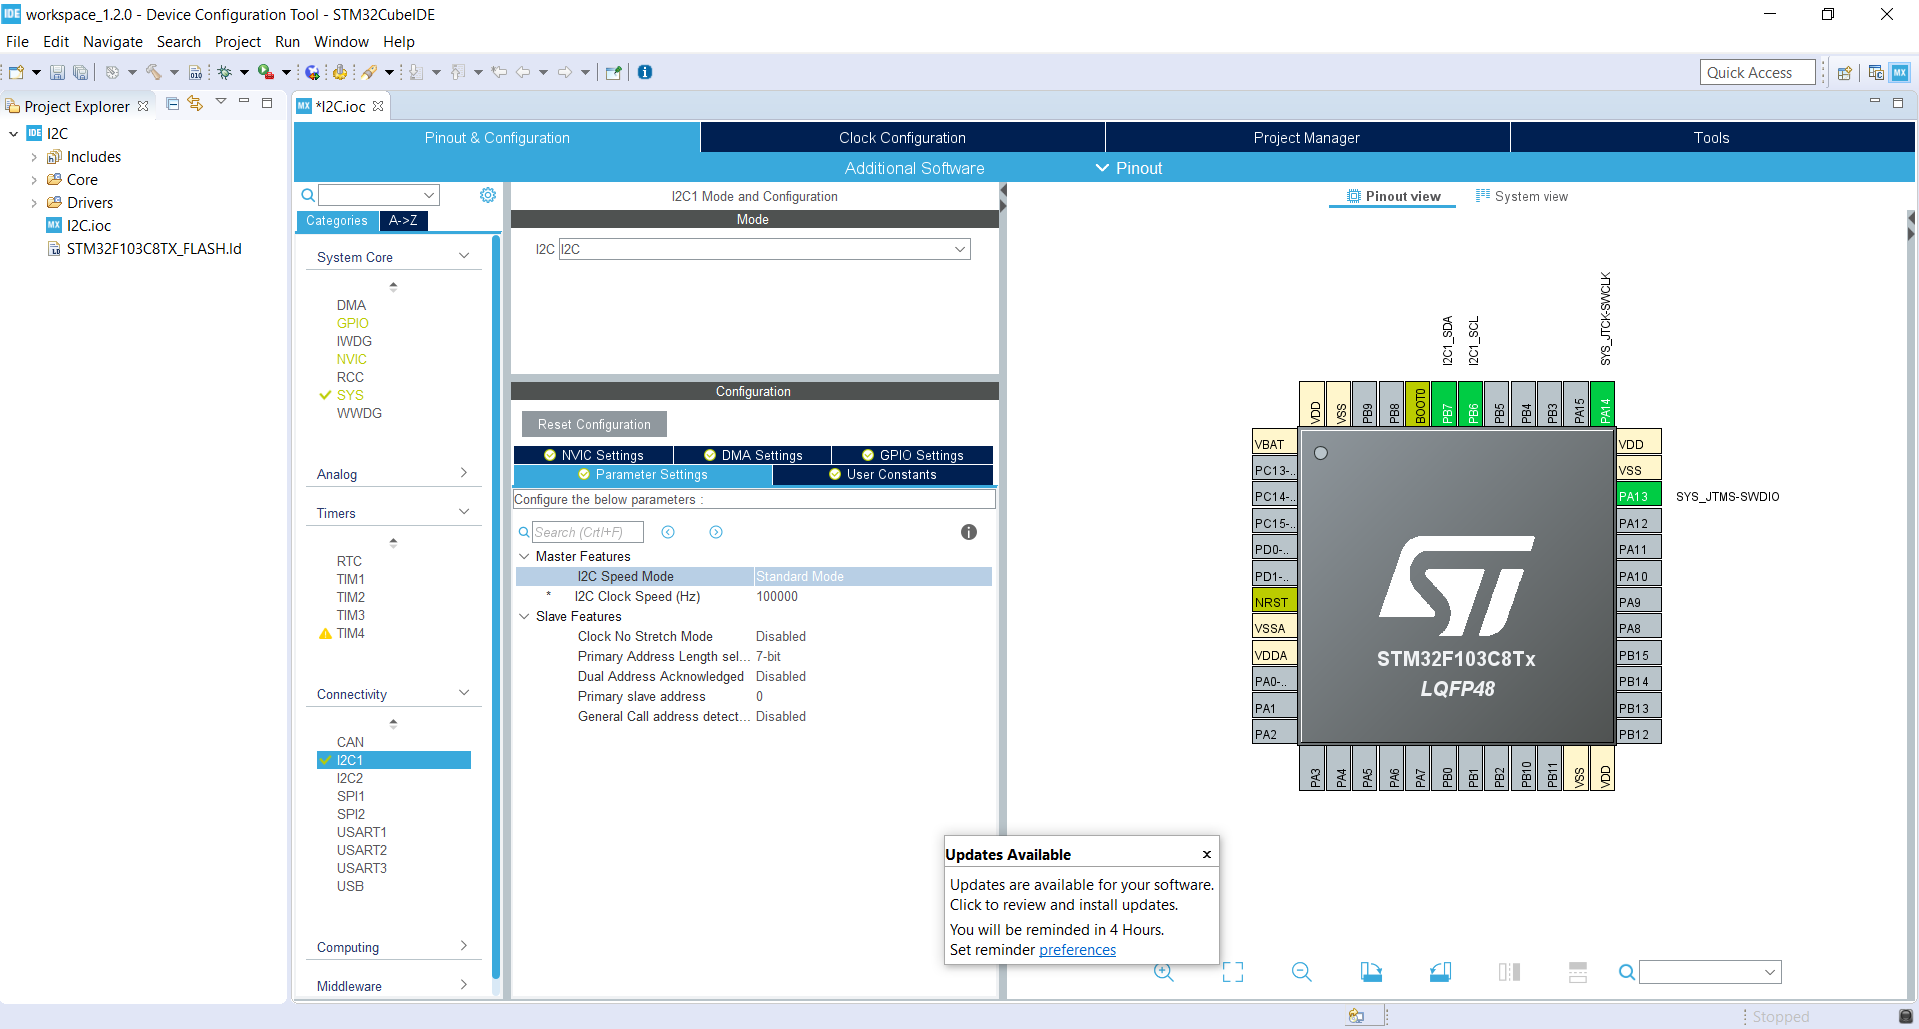 workspace_1.2.0 - Device Configuration Tool - STM32CubeIDE
File Edit Navigate Search Project Run Window Help
Quick Access
Project Explorer
*I2C.ioc
I2C
Includes
Core
Drivers
I2C.ioc
STM32F103C8TX_FLASH.ld
Pinout & Configuration
Clock Configuration
Project Manager
Tools
Additional Software
Pinout
Categories
A->Z
System Core
DMA
GPIO
IWDG
NVIC
RCC
SYS
WWDG
Analog
Timers
RTC
TIM1
TIM2
TIM3
TIM4
Connectivity
CAN
I2C1
I2C2
SPI1
SPI2
USART1
USART2
USART3
USB
Computing
Middleware
I2C1 Mode and Configuration
Mode
I2C I2C
Configuration
Reset Configuration
NVIC Settings
DMA Settings
GPIO Settings
Parameter Settings
User Constants
Configure the below parameters :
Search (Crtl+F)
Master Features
I2C Speed Mode Standard Mode
* I2C Clock Speed (Hz) 100000
Slave Features
Clock No Stretch Mode Disabled
Primary Address Length sel... 7-bit
Dual Address Acknowledged Disabled
Primary slave address 0
General Call address detect... Disabled
Pinout view
System view
I2C1_SDA
I2C1_SCL
SYS_JTCK-SWCLK
VDD
VSS
PB9
PB8
BOOT0
PB7
PB6
PB5
PB4
PB3
PA15
PA14
VBAT
PC13-..
PC14-..
PC15-..
PD0-..
PD1-..
NRST
VSSA
VDDA
PA0-..
PA1
PA2
VDD
VSS
PA13 SYS_JTMS-SWDIO
PA12
PA11
PA10
PA9
PA8
PB15
PB14
PB13
PB12
ST
STM32F103C8Tx
LQFP48
PA3
PA4
PA5
PA6
PA7
PB0
PB1
PB2
PB10
PB11
VSS
VDD
Updates Available x
Updates are available for your software.
Click to review and install updates.
You will be reminded in 4 Hours.
Set reminder preferences
Stopped